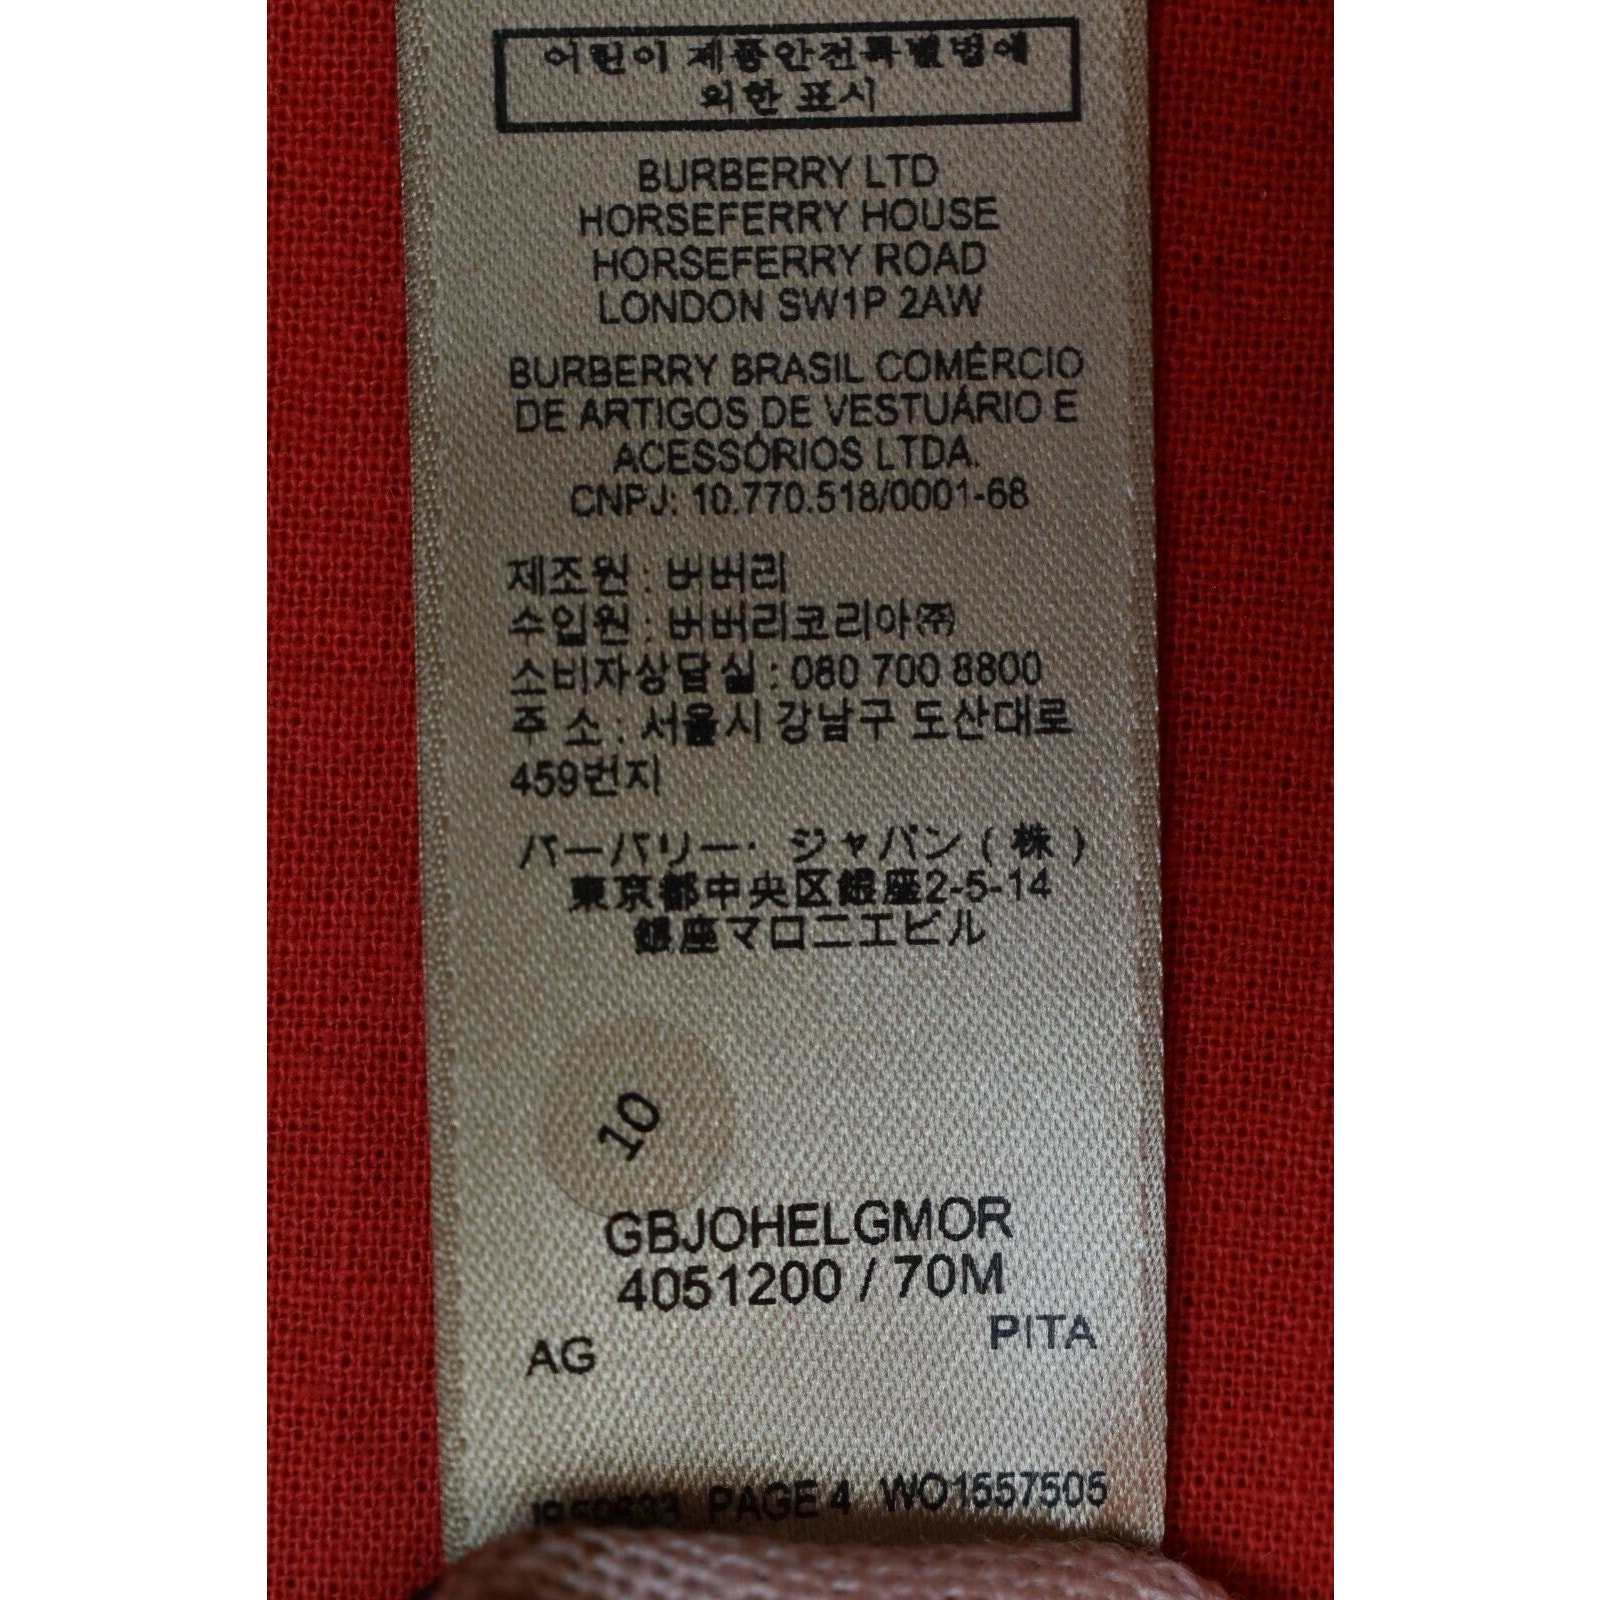 어린이 제품안전특별법에
의한 표시
BURBERRY LTD
HORSEFERRY HOUSE
HORSEFERRY ROAD
LONDON SW1P 2AW
BURBERRY BRASIL COMÉRCIO
DE ARTIGOS DE VESTUÁRIO E
ACESSÓRIOS LTDA.
CNPJ: 10.770.518/0001-68
제조원 : 버버리
수입원 : 버버리코리아㈜
소비자상담실 : 080 700 8800
주 소 : 서울시 강남구 도산대로
459번지
バーバリー・ジャパン(株)
東京都中央区銀座2-5-14
銀座マロニエビル
10
GBJOHELGMOR
4051200 / 70M
PITA
AG
PAGE 4 WO1557505